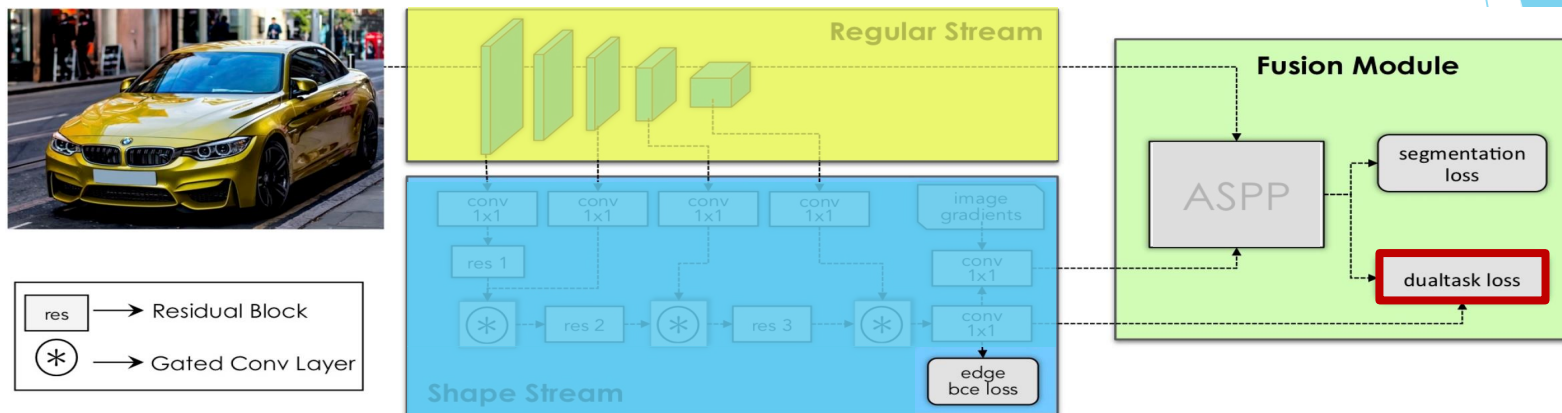 Regular Stream
Fusion Module
segmentation
loss
ASPP
dualtask loss
conv
1x1
conv
1x1
conv
1x1
conv
1x1
image
gradients
res 1
conv
1x1
res 2
res 3
conv
1x1
edge
bce loss
Shape Stream
res
Residual Block
Gated Conv Layer